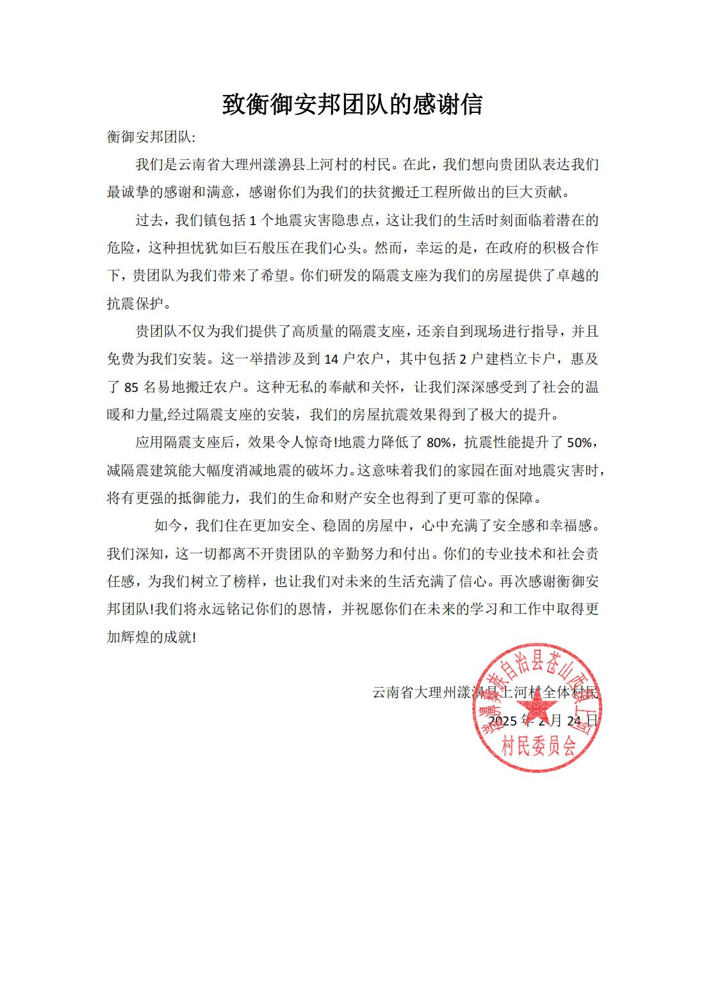 致衡御安邦团队的感谢信
衡御安邦团队:
我们是云南省大理州漾濞县上河村的村民。在此，我们想向贵团队表达我们
最诚挚的感谢和满意，感谢你们为我们的扶贫搬迁工程所做出的巨大贡献。
过去，我们镇包括 1 个地震灾害隐患点，这让我们的生活时刻面临着潜在的
危险，这种担忧犹如巨石般压在我们心头。然而，幸运的是，在政府的积极合作
下，贵团队为我们带来了希望。你们研发的隔震支座为我们的房屋提供了卓越的
抗震保护。
贵团队不仅为我们提供了高质量的隔震支座，还亲自到现场进行指导，并且
免费为我们安装。这一举措涉及到 14 户农户，其中包括 2 户建档立卡户，惠及
了 85 名易地搬迁农户。这种无私的奉献和关怀，让我们深深感受到了社会的温
暖和力量,经过隔震支座的安装，我们的房屋抗震效果得到了极大的提升。
应用隔震支座后，效果令人惊奇!地震力降低了 80%，抗震性能提升了 50%，
减隔震建筑能大幅度消减地震的破坏力。这意味着我们的家园在面对地震灾害时，
将有更强的抵御能力，我们的生命和财产安全也得到了更可靠的保障。
如今，我们住在更加安全、稳固的房屋中，心中充满了安全感和幸福感。
我们深知，这一切都离不开贵团队的辛勤努力和付出。你们的专业技术和社会责
任感，为我们树立了榜样，也让我们对未来的生活充满了信心。再次感谢衡御安
邦团队!我们将永远铭记你们的恩情，并祝愿你们在未来的学习和工作中取得更
加辉煌的成就!
云南省大理州漾濞县上河村全体村民
2025 年 2 月 24 日
漾濞彝族自治县苍山西镇上河
村民委员会